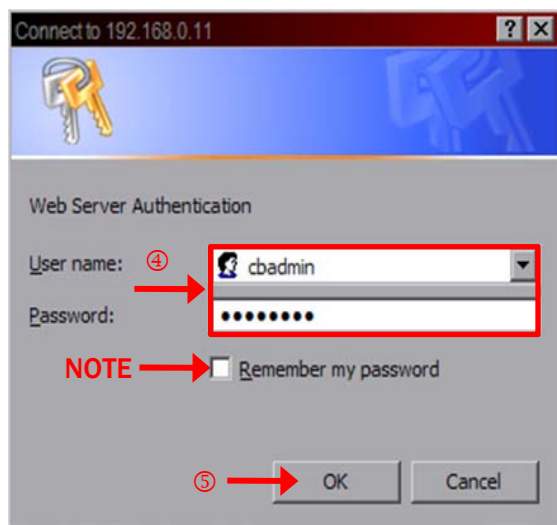 Connect to 192.168.0.11 ? X
Web Server Authentication
User name: ④ cbadmin
Password: ••••••••
NOTE Remember my password
⑤ OK Cancel